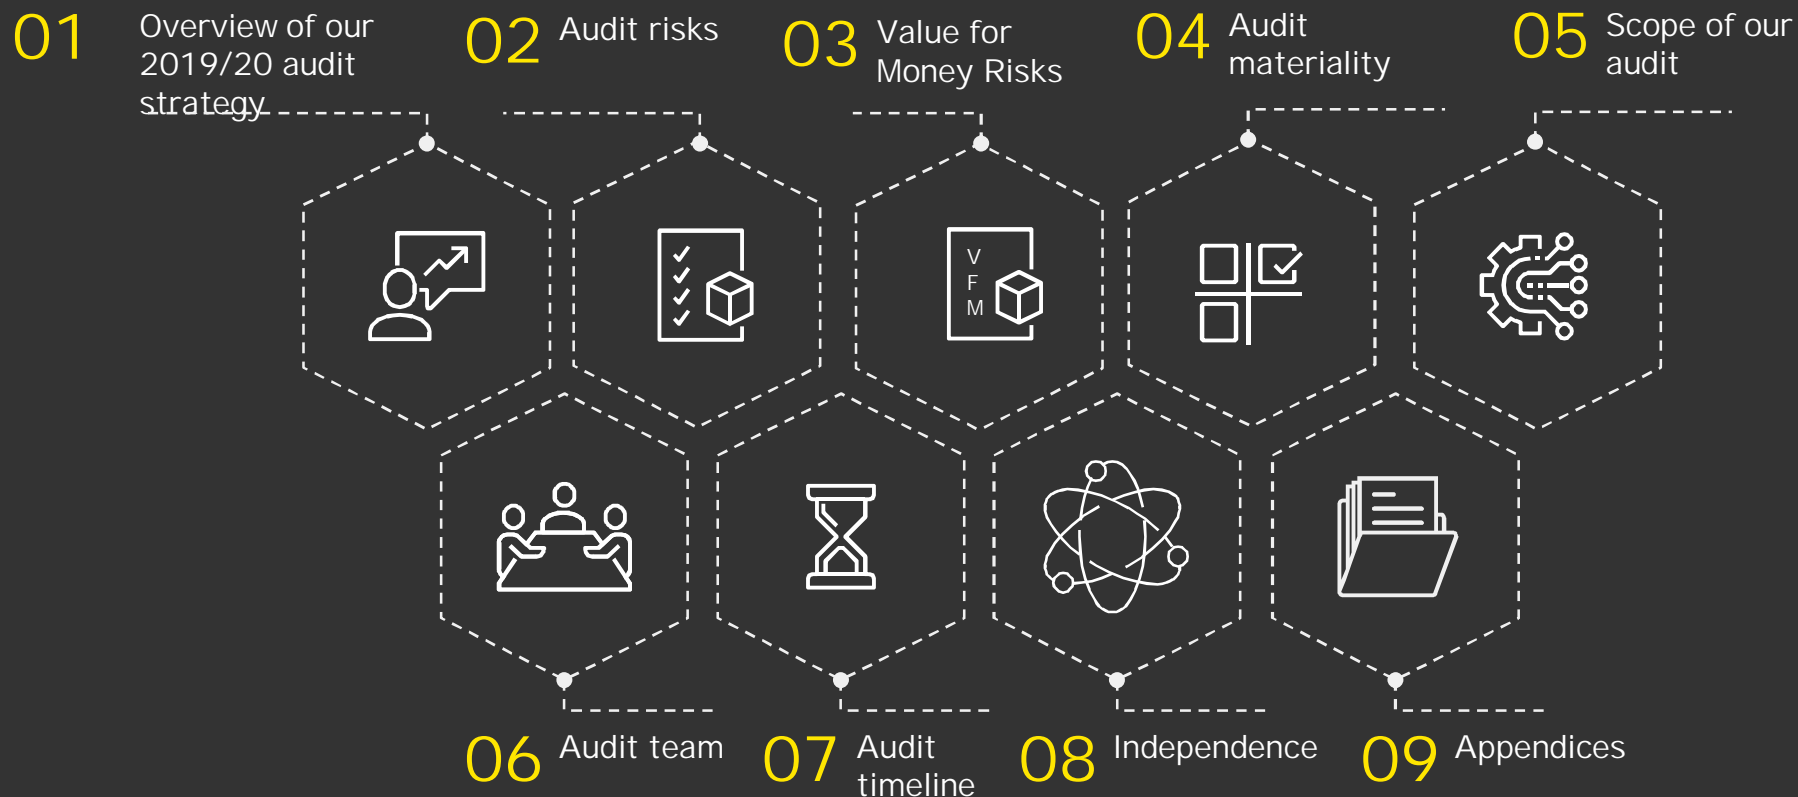 01
Overview of our
2019/20 audit
strategy
02
Audit risks
03
Value for
Money Risks
04
Audit
materiality
05
Scope of our
audit
V
F
M
06
Audit team
07
Audit
timeline
08
Independence
09
Appendices